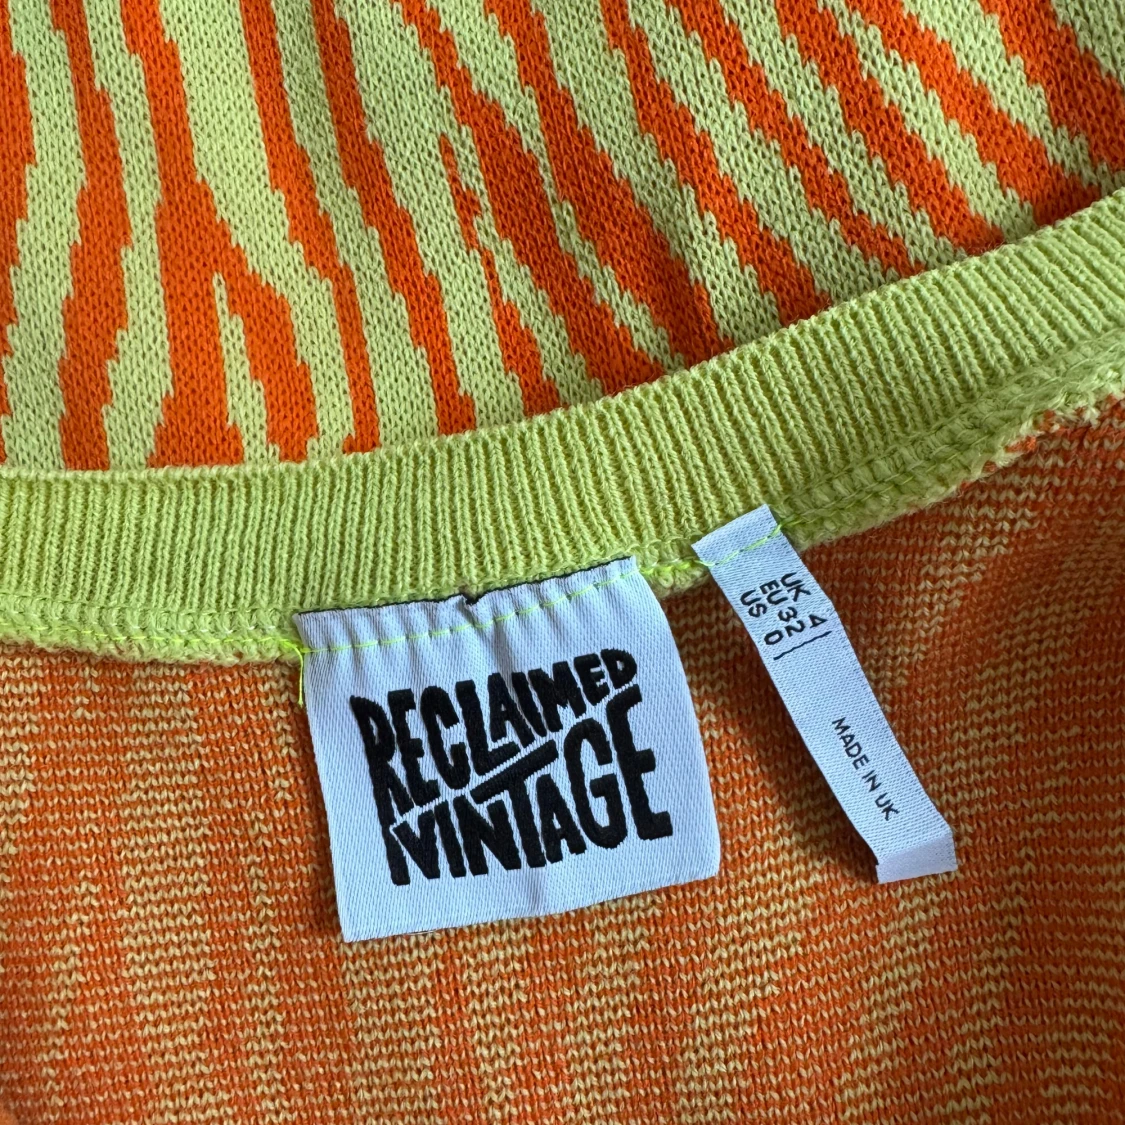 RECLAIMED
VINTAGE
UK 4
EU 32
US 0
MADE IN UK